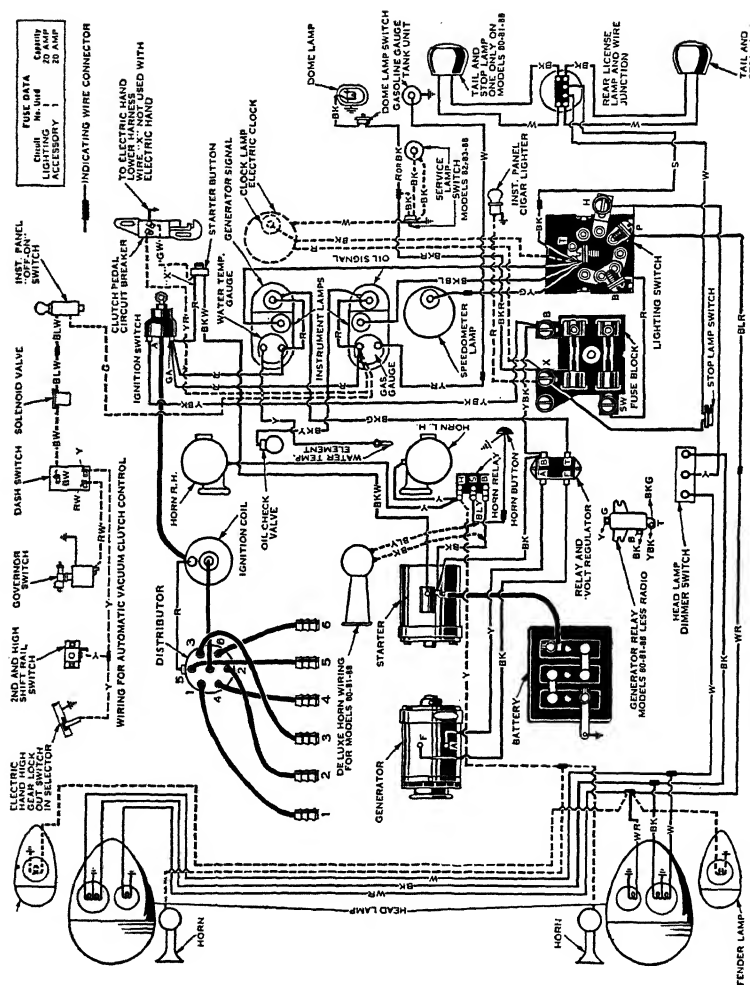 FUSE DATA
Circuit No. Used Capacity
LIGHTING 1 20 AMP
ACCESSORY 1 20 AMP
INDICATING WIRE CONNECTOR
TO ELECTRIC HAND
LOWER HARNESS
WIRE "X" NOT USED WITH
ELECTRIC HAND
INST. PANEL
"OFF-ON"
SWITCH
CLUTCH PEDAL
CIRCUIT BREAKER
STARTER BUTTON
GENERATOR SIGNAL
CLOCK LAMP
ELECTRIC CLOCK
DOME LAMP
DOME LAMP SWITCH
GASOLINE GAUGE
TANK UNIT
TAIL AND
STOP LAMP
ONE ONLY ON
MODELS 80-81-88
REAR LICENSE
LAMP AND WIRE
JUNCTION
TAIL AND
SERVICE
LAMP
SWITCH
MODELS 82-83-88
INST. PANEL
CIGAR LIGHTER
SOLENOID VALVE
IGNITION SWITCH
WATER TEMP.
GAUGE
OIL SIGNAL
INSTRUMENT LAMPS
GAS
GAUGE
SPEEDOMETER
LAMP
LIGHTING SWITCH
FUSE BLOCK
STOP LAMP SWITCH
DASH SWITCH
HORN R.H.
OIL CHECK
VALVE
WATER TEMP.
ELEMENT
HORN L.H.
HORN RELAY
HORN BUTTON
RELAY AND
VOLT REGULATOR
GOVERNOR
SWITCH
IGNITION COIL
HEAD LAMP
DIMMER SWITCH
2ND AND HIGH
SHIFT RAIL
SWITCH
WIRING FOR AUTOMATIC VACUUM CLUTCH CONTROL
DISTRIBUTOR
DE LUXE HORN WIRING
FOR MODELS 80-81-88
STARTER
GENERATOR
BATTERY
GENERATOR RELAY
MODELS 80-81-88 LESS RADIO
ELECTRIC
HAND HIGH
GEAR LOCK
OUT SWITCH
IN SELECTOR
1 2 3 4 5 6
HORN
HEAD LAMP
HORN
FENDER LAMP